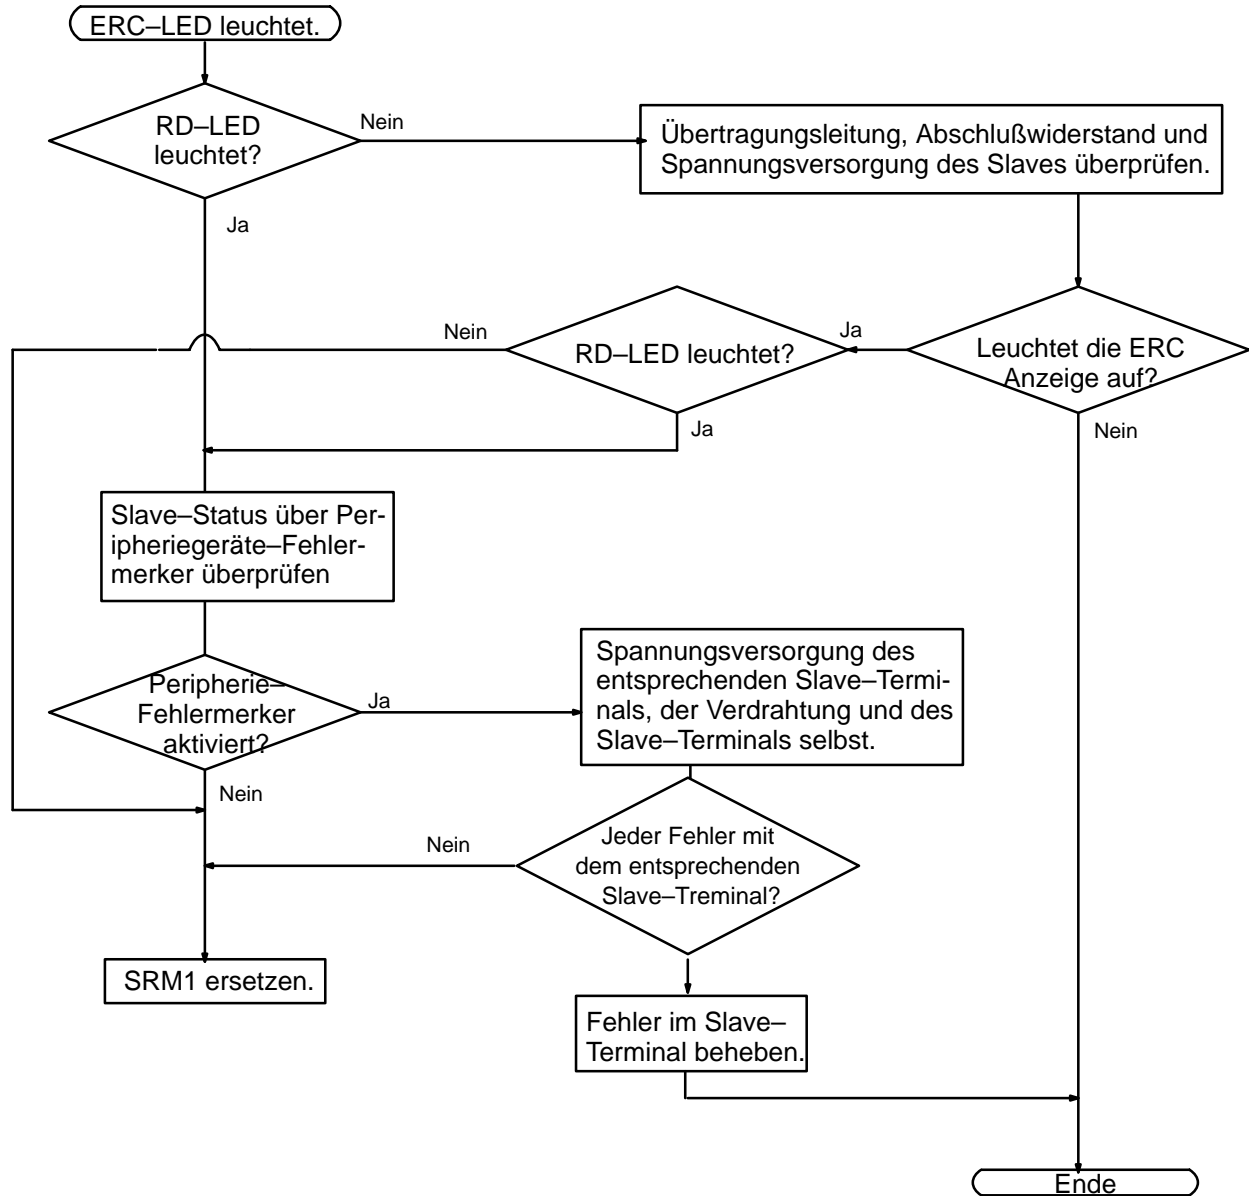 ERC–LED leuchtet.
RD–LED
leuchtet?
Nein
Übertragungsleitung, Abschlußwiderstand und
Spannungsversorgung des Slaves überprüfen.
Ja
Nein
RD–LED leuchtet?
Ja
Leuchtet die ERC
Anzeige auf?
Ja
Nein
Slave–Status über Per-
ipheriegeräte–Fehler-
merker überprüfen
Peripherie–
Fehlermerker
aktiviert?
Ja
Spannungsversorgung des
entsprechenden Slave–Termi-
nals, der Verdrahtung und des
Slave–Terminals selbst.
Nein
Nein
Jeder Fehler mit
dem entsprechenden
Slave–Treminal?
SRM1 ersetzen.
Fehler im Slave–
Terminal beheben.
Ende